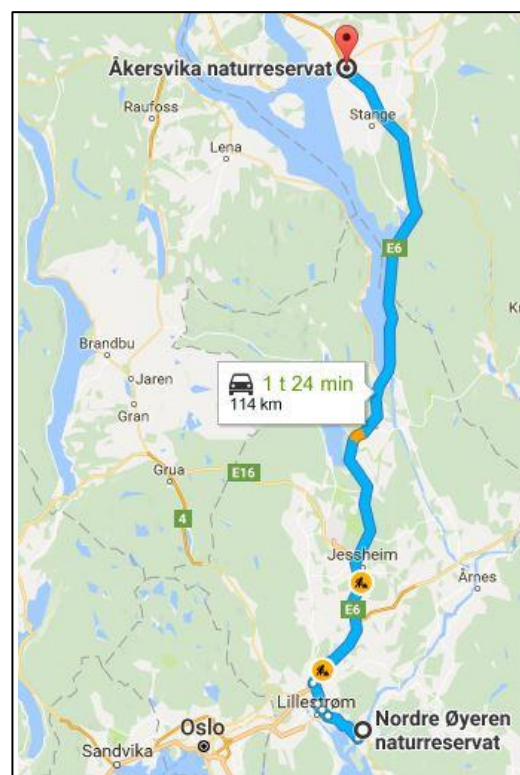 Åkersvika naturreservat
Raufoss
Stange
Lena
E6
Brandbu
Jaren
Gran
1 t 24 min
114 km
Grua
E16
4
Jessheim
Årnes
E6
Lillestrøm
Oslo
Nordre Øyeren
naturreservat
Sandvika